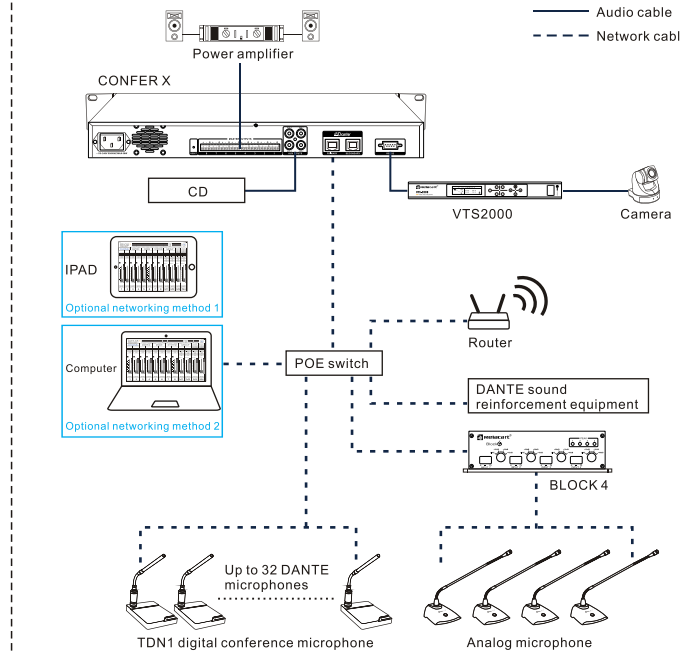 Audio cable
Network cabl
Power amplifier
CONFER X
Dante
CD
VTS2000
Camera
IPAD
Optional networking method 1
Router
Computer
POE switch
DANTE sound
reinforcement equipment
Optional networking method 2
BLOCK 4
Up to 32 DANTE
microphones
TDN1 digital conference microphone
Analog microphone